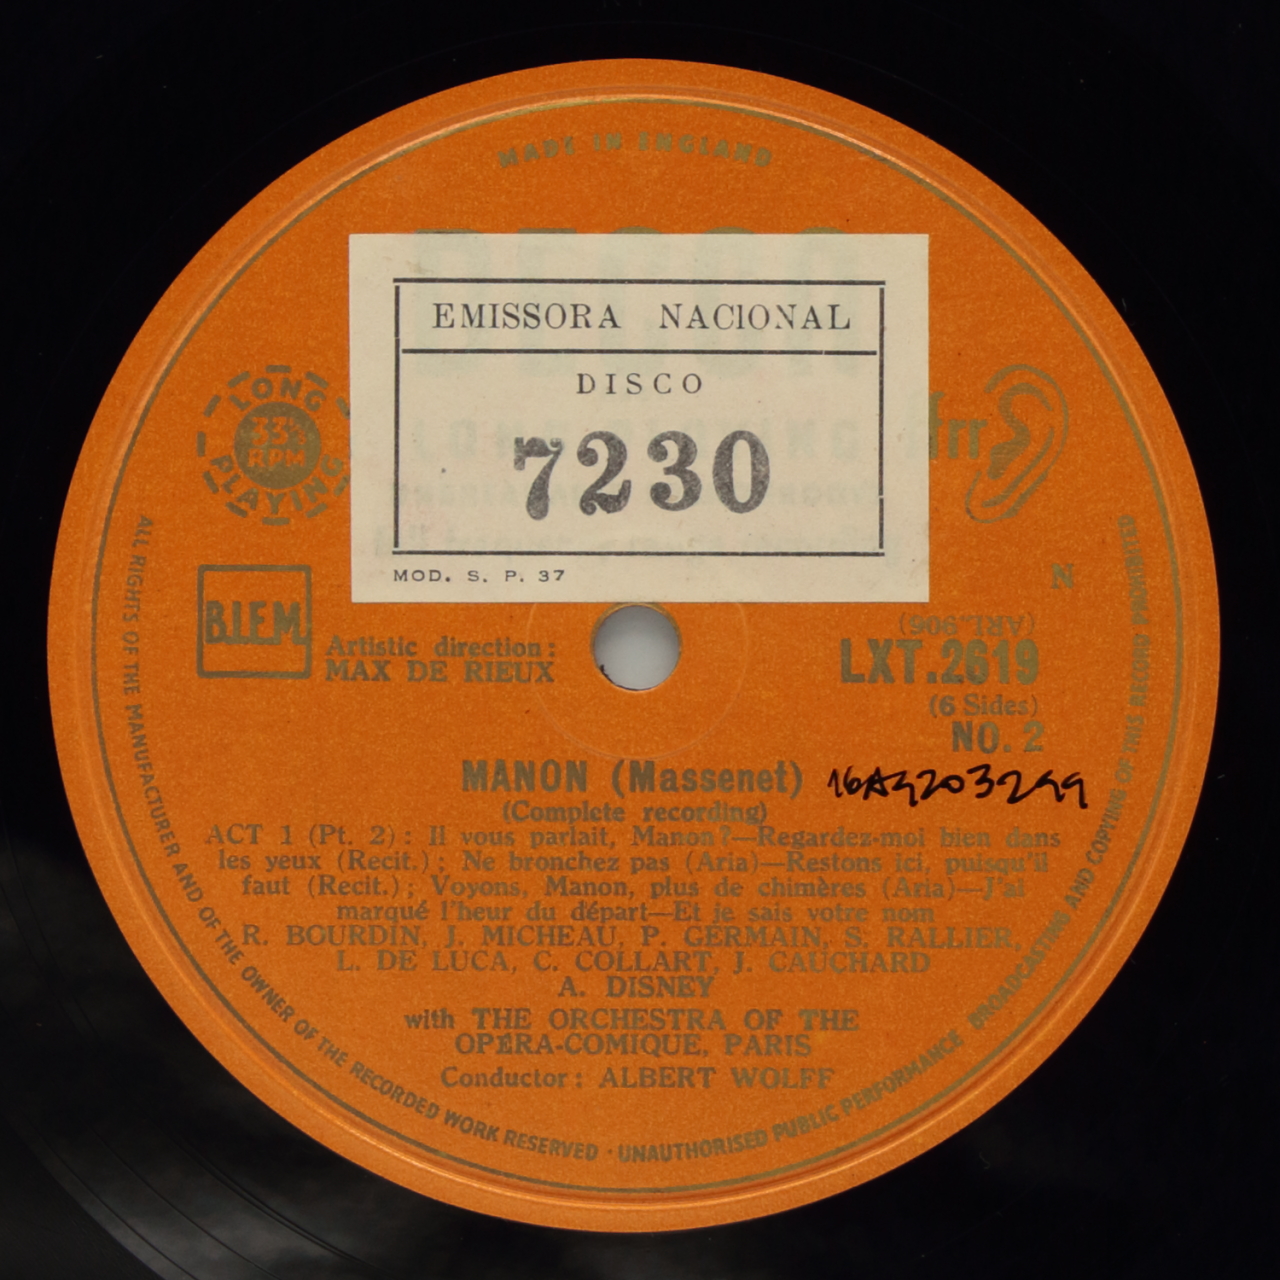 MADE IN ENGLAND
EMISSORA NACIONAL
DISCO
7230
MOD. S. P. 37
LONG
33⅓
RPM
PLAYING
ffrr
N
B.I.E.M.
Artistic direction:
MAX DE RIEUX
(ARL.906)
LXT.2619
(6 Sides)
NO. 2
MANON (Massenet)
16A4203299
(Complete recording)
ACT 1 (Pt. 2): Il vous parlait, Manon?—Regardez-moi bien dans
les yeux (Recit.); Ne bronchez pas (Aria)—Restons ici, puisqu'il
faut (Recit.); Voyons, Manon, plus de chimères (Aria)—J'ai
marqué l'heur du départ—Et je sais votre nom
R. BOURDIN, J. MICHEAU, P. GERMAIN, S. RALLIER,
L. DE LUCA, C. COLLART, J. CAUCHARD
A. DISNEY
with THE ORCHESTRA OF THE
OPÉRA-COMIQUE, PARIS
Conductor: ALBERT WOLFF
ALL RIGHTS OF THE MANUFACTURER AND OF THE OWNER OF THE RECORDED WORK RESERVED · UNAUTHORISED PUBLIC PERFORMANCE BROADCASTING AND COPYING OF THIS RECORD PROHIBITED